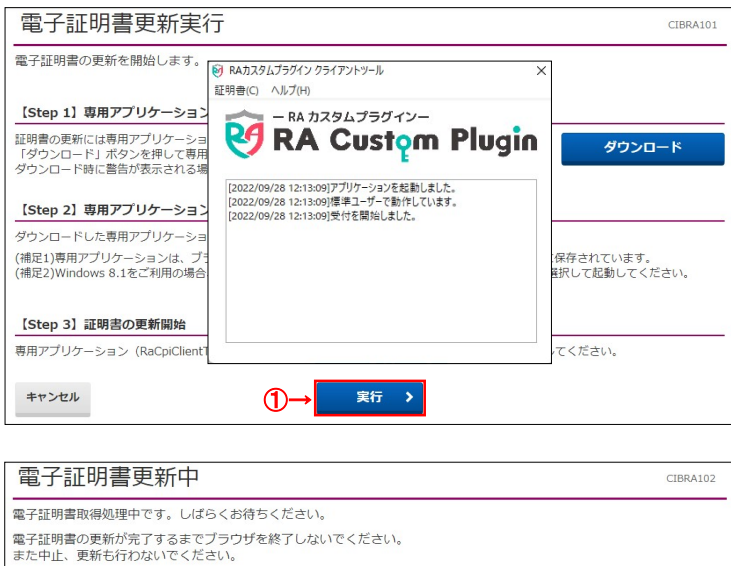 電子証明書更新実行
CIBRA101
電子証明書の更新を開始します。
RAカスタムプラグイン クライアントツール
証明書(C) ヘルプ(H)
― RA カスタムプラグイン―
RA Custom Plugin
[2022/09/28 12:13:09]アプリケーションを起動しました。
[2022/09/28 12:13:09]標準ユーザーで動作しています。
[2022/09/28 12:13:09]受付を開始しました。
【Step 1】専用アプリケーション
証明書の更新には専用アプリケーショ
「ダウンロード」ボタンを押して専用
ダウンロード時に警告が表示される場
ダウンロード
【Step 2】専用アプリケーション
ダウンロードした専用アプリケーショ
(補足1)専用アプリケーションは、ブ
保存されています。
(補足2)Windows 8.1をご利用の場合
選択して起動してください。
【Step 3】証明書の更新開始
専用アプリケーション（RaCpiClient
てください。
キャンセル
①→
実行
電子証明書更新中
CIBRA102
電子証明書取得処理中です。しばらくお待ちください。
電子証明書の更新が完了するまでブラウザを終了しないでください。
また中止、更新も行わないでください。